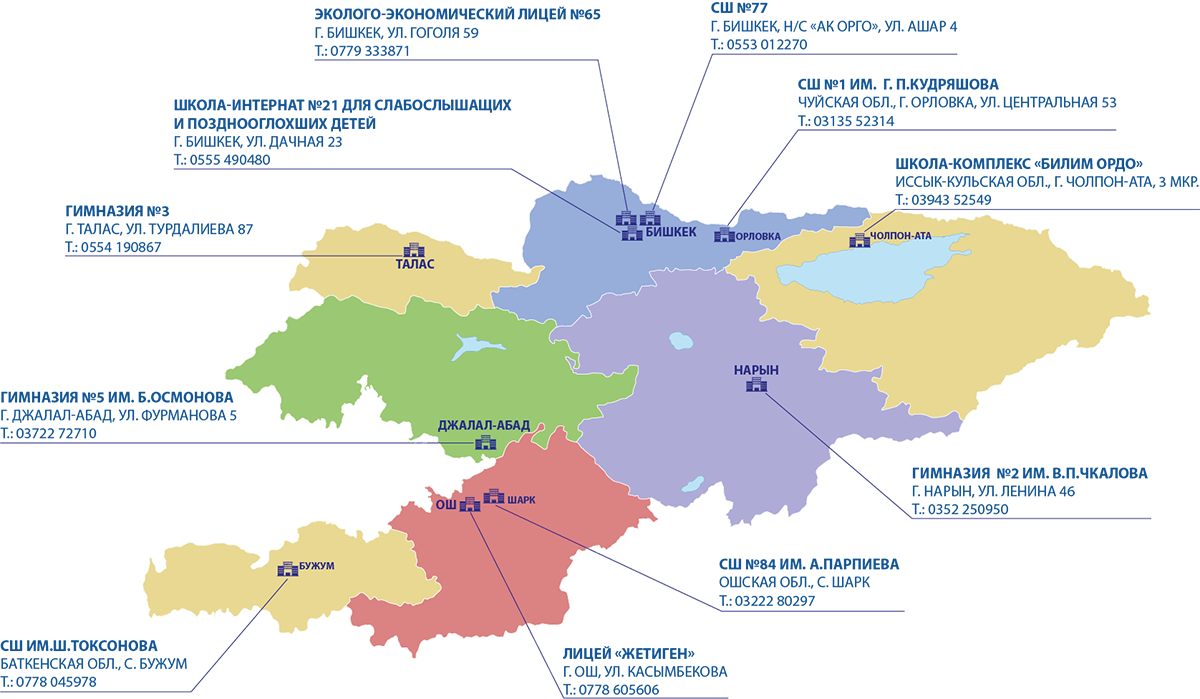 ЭКОЛОГО-ЭКОНОМИЧЕСКИЙ ЛИЦЕЙ №65
Г. БИШКЕК, УЛ. ГОГОЛЯ 59
Т.: 0779 333871
СШ №77
Г. БИШКЕК, Н/С «АК ОРГО», УЛ. АШАР 4
Т.: 0553 012270
СШ №1 ИМ. Г. П.КУДРЯШОВА
ЧУЙСКАЯ ОБЛ., Г. ОРЛОВКА, УЛ. ЦЕНТРАЛЬНАЯ 53
Т.: 03135 52314
ШКОЛА-ИНТЕРНАТ №21 ДЛЯ СЛАБОСЛЫШАЩИХ
И ПОЗДНООГЛОХШИХ ДЕТЕЙ
Г. БИШКЕК, УЛ. ДАЧНАЯ 23
Т.: 0555 490480
ШКОЛА-КОМПЛЕКС «БИЛИМ ОРДО»
ИССЫК-КУЛЬСКАЯ ОБЛ., Г. ЧОЛПОН-АТА, 3 МКР.
Т.: 03943 52549
ГИМНАЗИЯ №3
Г. ТАЛАС, УЛ. ТУРДАЛИЕВА 87
Т.: 0554 190867
БИШКЕК
ОРЛОВКА
ЧОЛПОН-АТА
ТАЛАС
НАРЫН
ГИМНАЗИЯ №5 ИМ. Б.ОСМОНОВА
Г. ДЖАЛАЛ-АБАД, УЛ. ФУРМАНОВА 5
Т.: 03722 72710
ДЖАЛАЛ-АБАД
ГИМНАЗИЯ №2 ИМ. В.П.ЧКАЛОВА
Г. НАРЫН, УЛ. ЛЕНИНА 46
Т.: 0352 250950
ОШ
ШАРК
БУЖУМ
СШ №84 ИМ. А.ПАРПИЕВА
ОШСКАЯ ОБЛ., С. ШАРК
Т.: 03222 80297
СШ ИМ.Ш.ТОКСОНОВА
БАТКЕНСКАЯ ОБЛ., С. БУЖУМ
Т.: 0778 045978
ЛИЦЕЙ «ЖЕТИГЕН»
Г. ОШ, УЛ. КАСЫМБЕКОВА
Т.: 0778 605606